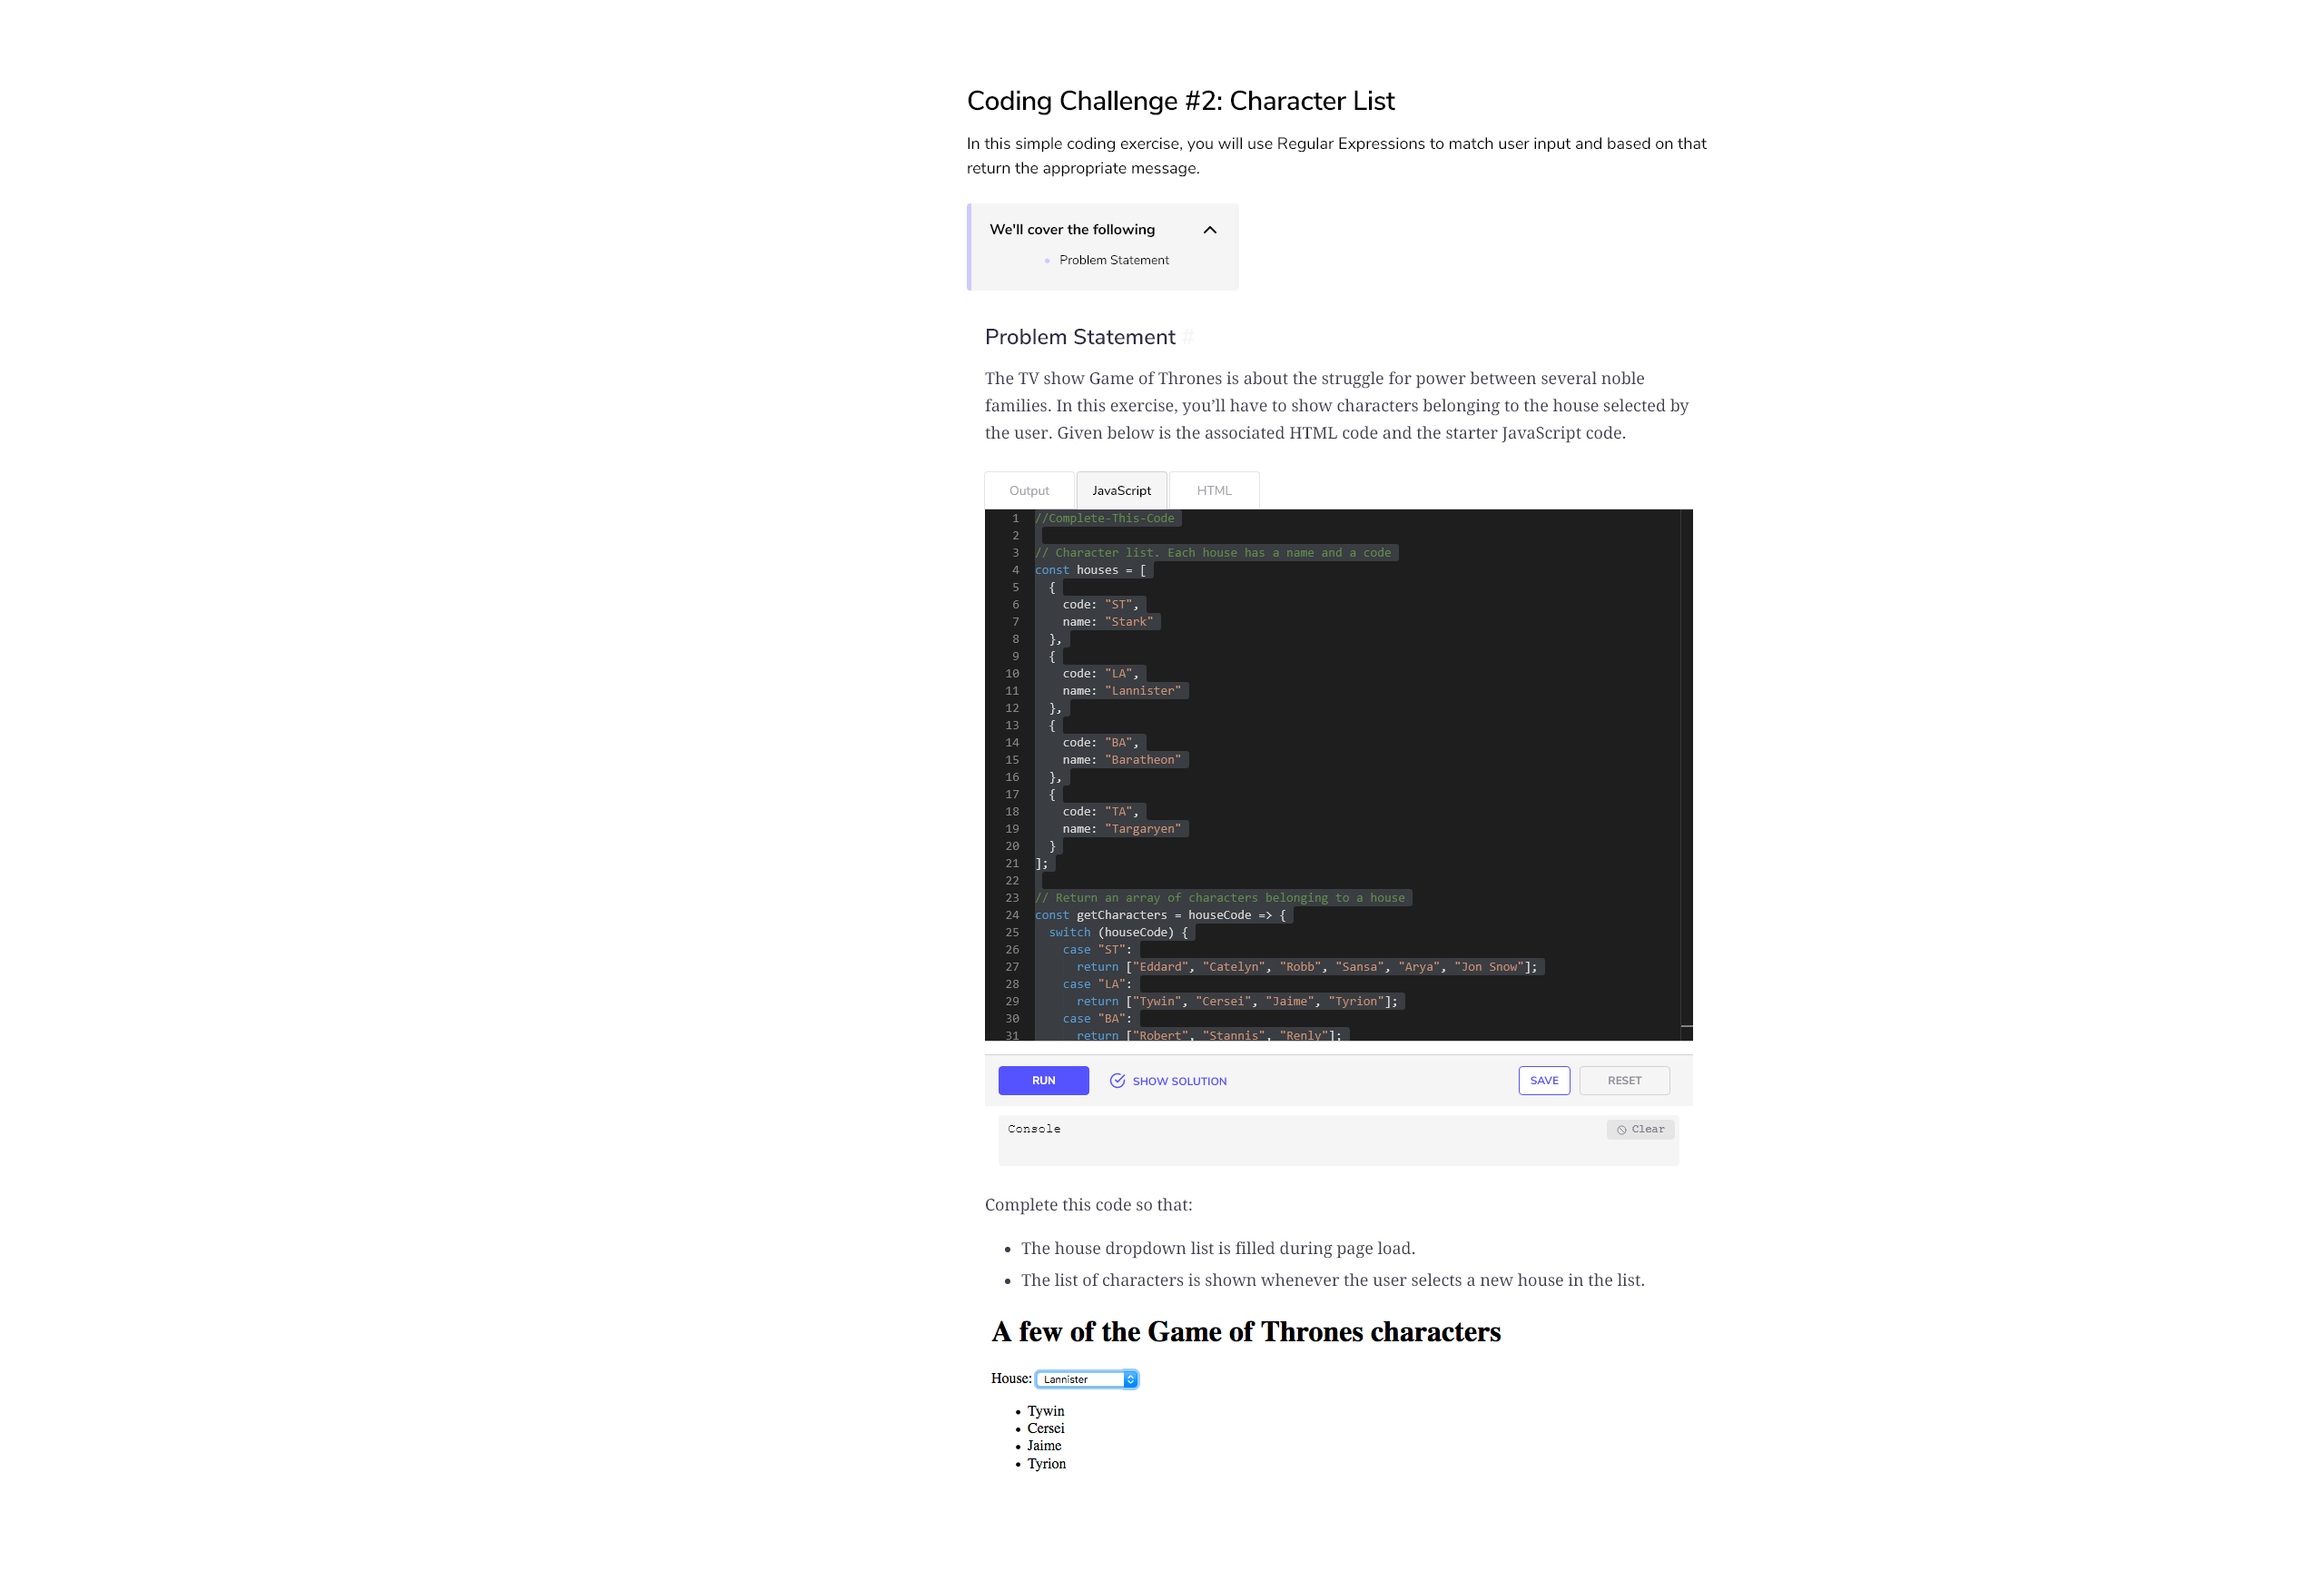 Coding Challenge #2: Character List
In this simple coding exercise, you will use Regular Expressions to match user input and based on that
return the appropriate message.
We'll cover the following
Problem Statement
Problem Statement #
The TV show Game of Thrones is about the struggle for power between several noble
families. In this exercise, you’ll have to show characters belonging to the house selected by
the user. Given below is the associated HTML code and the starter JavaScript code.
Output JavaScript HTML
1 //Complete-This-Code
2
3 // Character list. Each house has a name and a code
4 const houses = [
5 {
6 code: "ST",
7 name: "Stark"
8 },
9 {
10 code: "LA",
11 name: "Lannister"
12 },
13 {
14 code: "BA",
15 name: "Baratheon"
16 },
17 {
18 code: "TA",
19 name: "Targaryen"
20 }
21 ];
22
23 // Return an array of characters belonging to a house
24 const getCharacters = houseCode => {
25 switch (houseCode) {
26 case "ST":
27 return ["Eddard", "Catelyn", "Robb", "Sansa", "Arya", "Jon Snow"];
28 case "LA":
29 return ["Tywin", "Cersei", "Jaime", "Tyrion"];
30 case "BA":
31 return ["Robert", "Stannis", "Renly"];
RUN SHOW SOLUTION SAVE RESET
Console Clear
Complete this code so that:
• The house dropdown list is filled during page load.
• The list of characters is shown whenever the user selects a new house in the list.
A few of the Game of Thrones characters
House: Lannister
• Tywin
• Cersei
• Jaime
• Tyrion